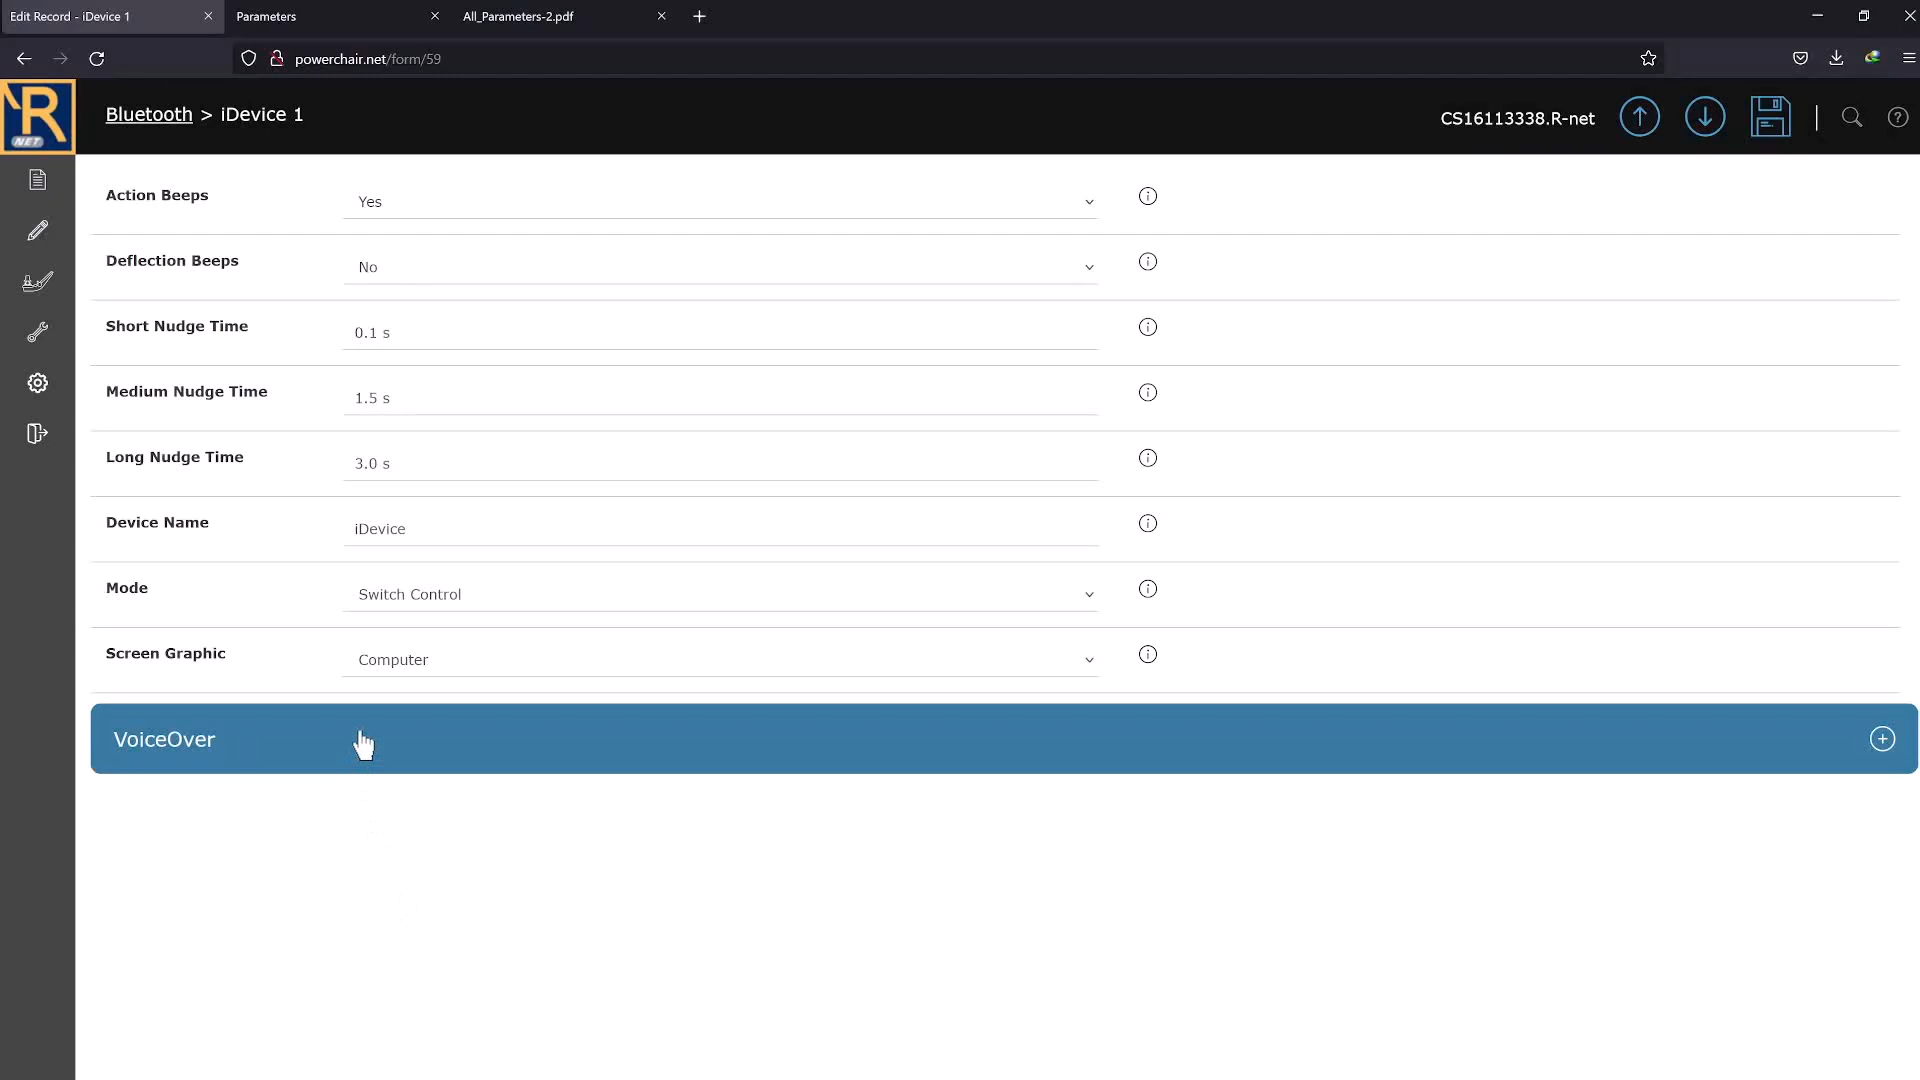 Edit Record - iDevice 1
Parameters
All_Parameters-2.pdf
powerchair.net/form/59
R
NET
Bluetooth > iDevice 1
CS16113338.R-net
Action Beeps
Yes
Deflection Beeps
No
Short Nudge Time
0.1 s
Medium Nudge Time
1.5 s
Long Nudge Time
3.0 s
Device Name
iDevice
Mode
Switch Control
Screen Graphic
Computer
VoiceOver